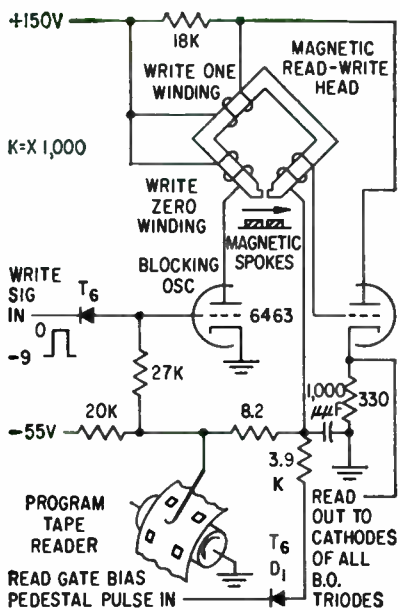 +150V
18K
WRITE ONE
WINDING
MAGNETIC
READ-WRITE
HEAD
K=X 1,000
WRITE
ZERO
WINDING
MAGNETIC
SPOKES
BLOCKING
OSC
WRITE
SIG
IN
T6
0
-9
6463
27K
20K
8.2
1,000
μμF
330
-55V
3.9
K
PROGRAM
TAPE
READER
READ
OUT TO
CATHODES
OF ALL
B.O.
TRIODES
T6
D1
READ GATE BIAS
PEDESTAL PULSE IN